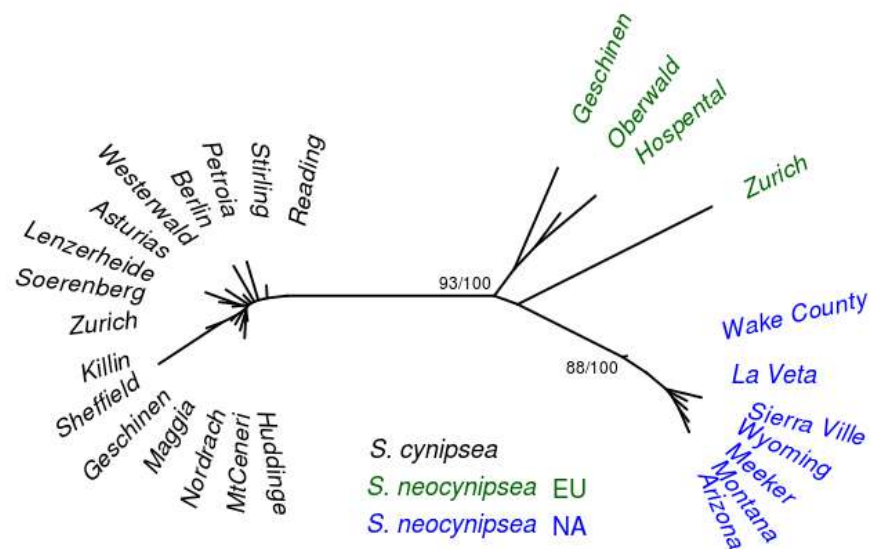 Geschinen
Oberwald
Hospental
Zurich
Reading
Stirling
Petroia
Berlin
Westerwald
Asturias
Lenzerheide
Soerenberg
Zurich
Killin
Sheffield
Geschinen
Maggia
Nordrach
MtCeneri
Huddinge
93/100
88/100
Wake County
La Veta
Sierra Ville
Wyoming
Meeker
Montana
Arizona
S. cynipsea
S. neocynipsea EU
S. neocynipsea NA